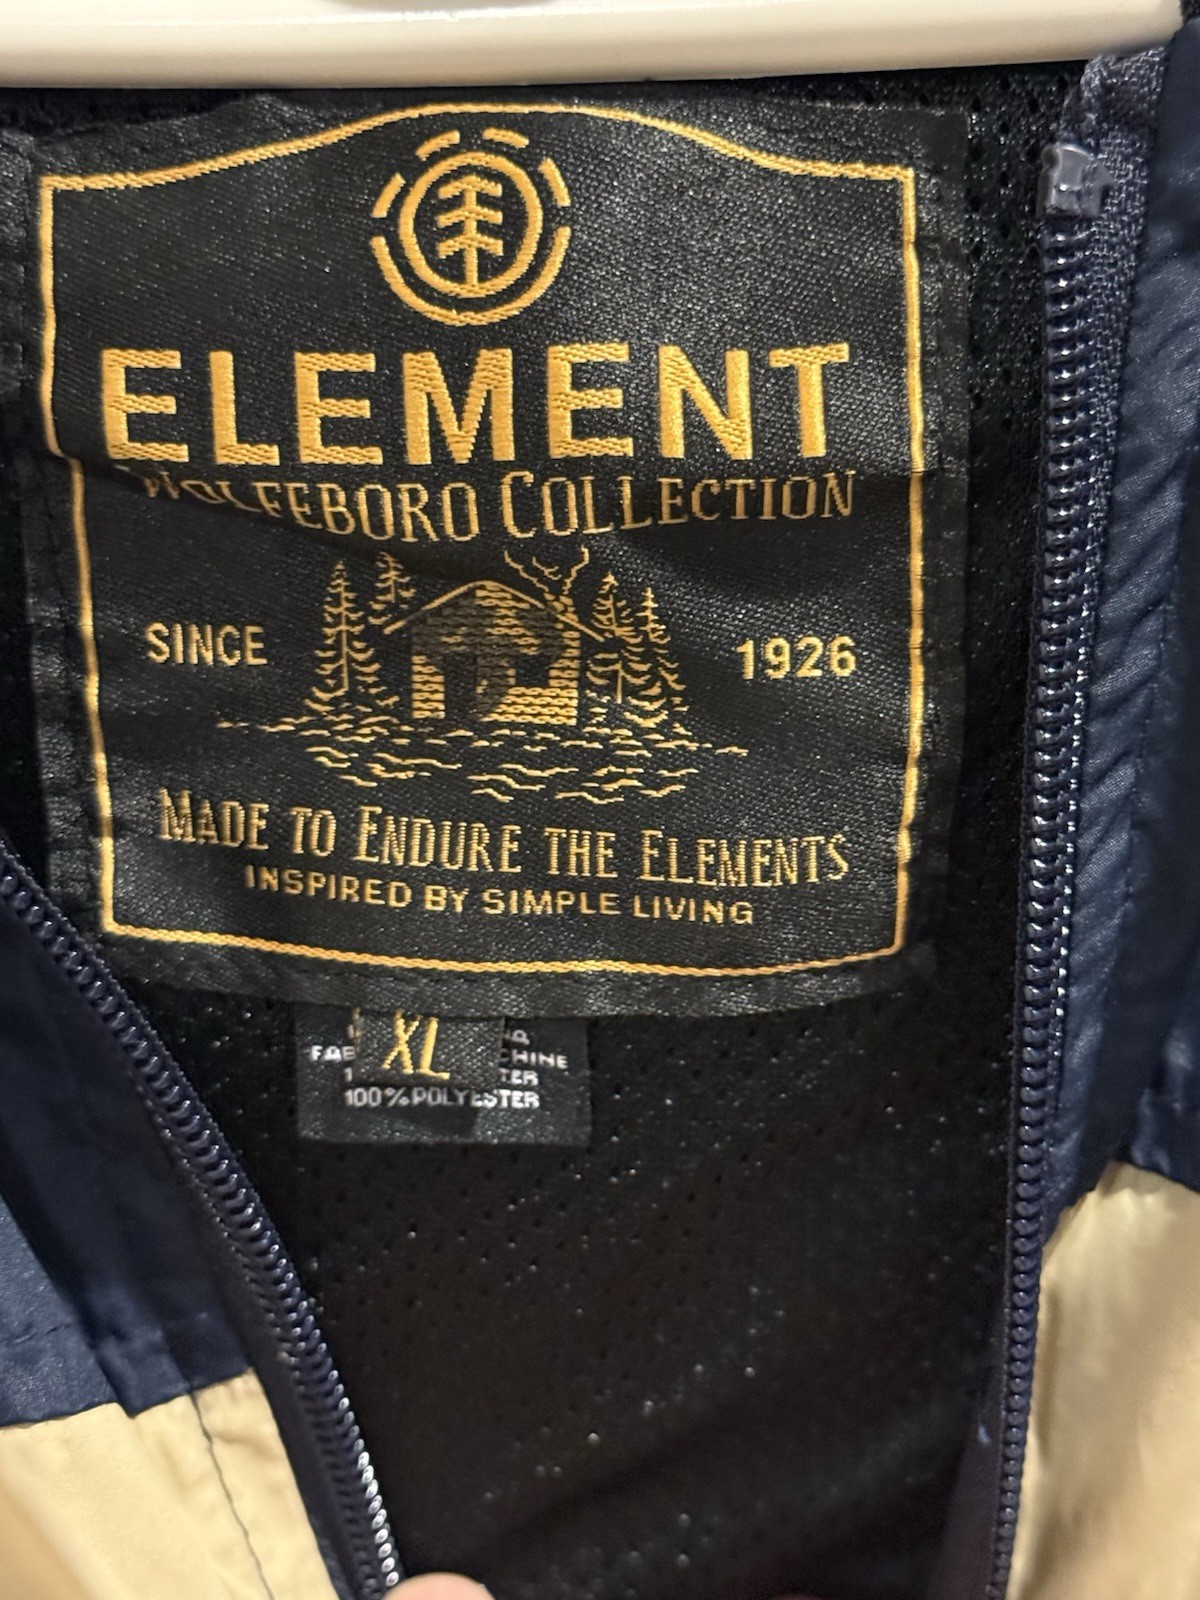 ELEMENT
WOLFEBORO COLLECTION
SINCE 1926
MADE TO ENDURE THE ELEMENTS
INSPIRED BY SIMPLE LIVING
XL
100% POLYESTER